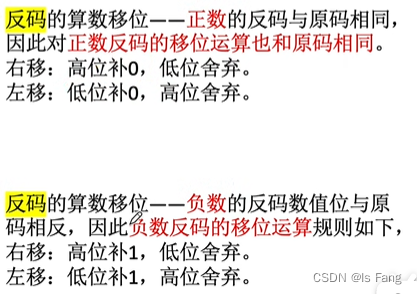 反码的算数移位——正数的反码与原码相同，
因此对正数反码的移位运算也和原码相同。
右移：高位补0，低位舍弃。
左移：低位补0，高位舍弃。
反码的算数移位——负数的反码数值位与原
码相反，因此负数反码的移位运算规则如下，
右移：高位补1，低位舍弃。
左移：低位补1，高位舍弃。
CSDN @ls Fang